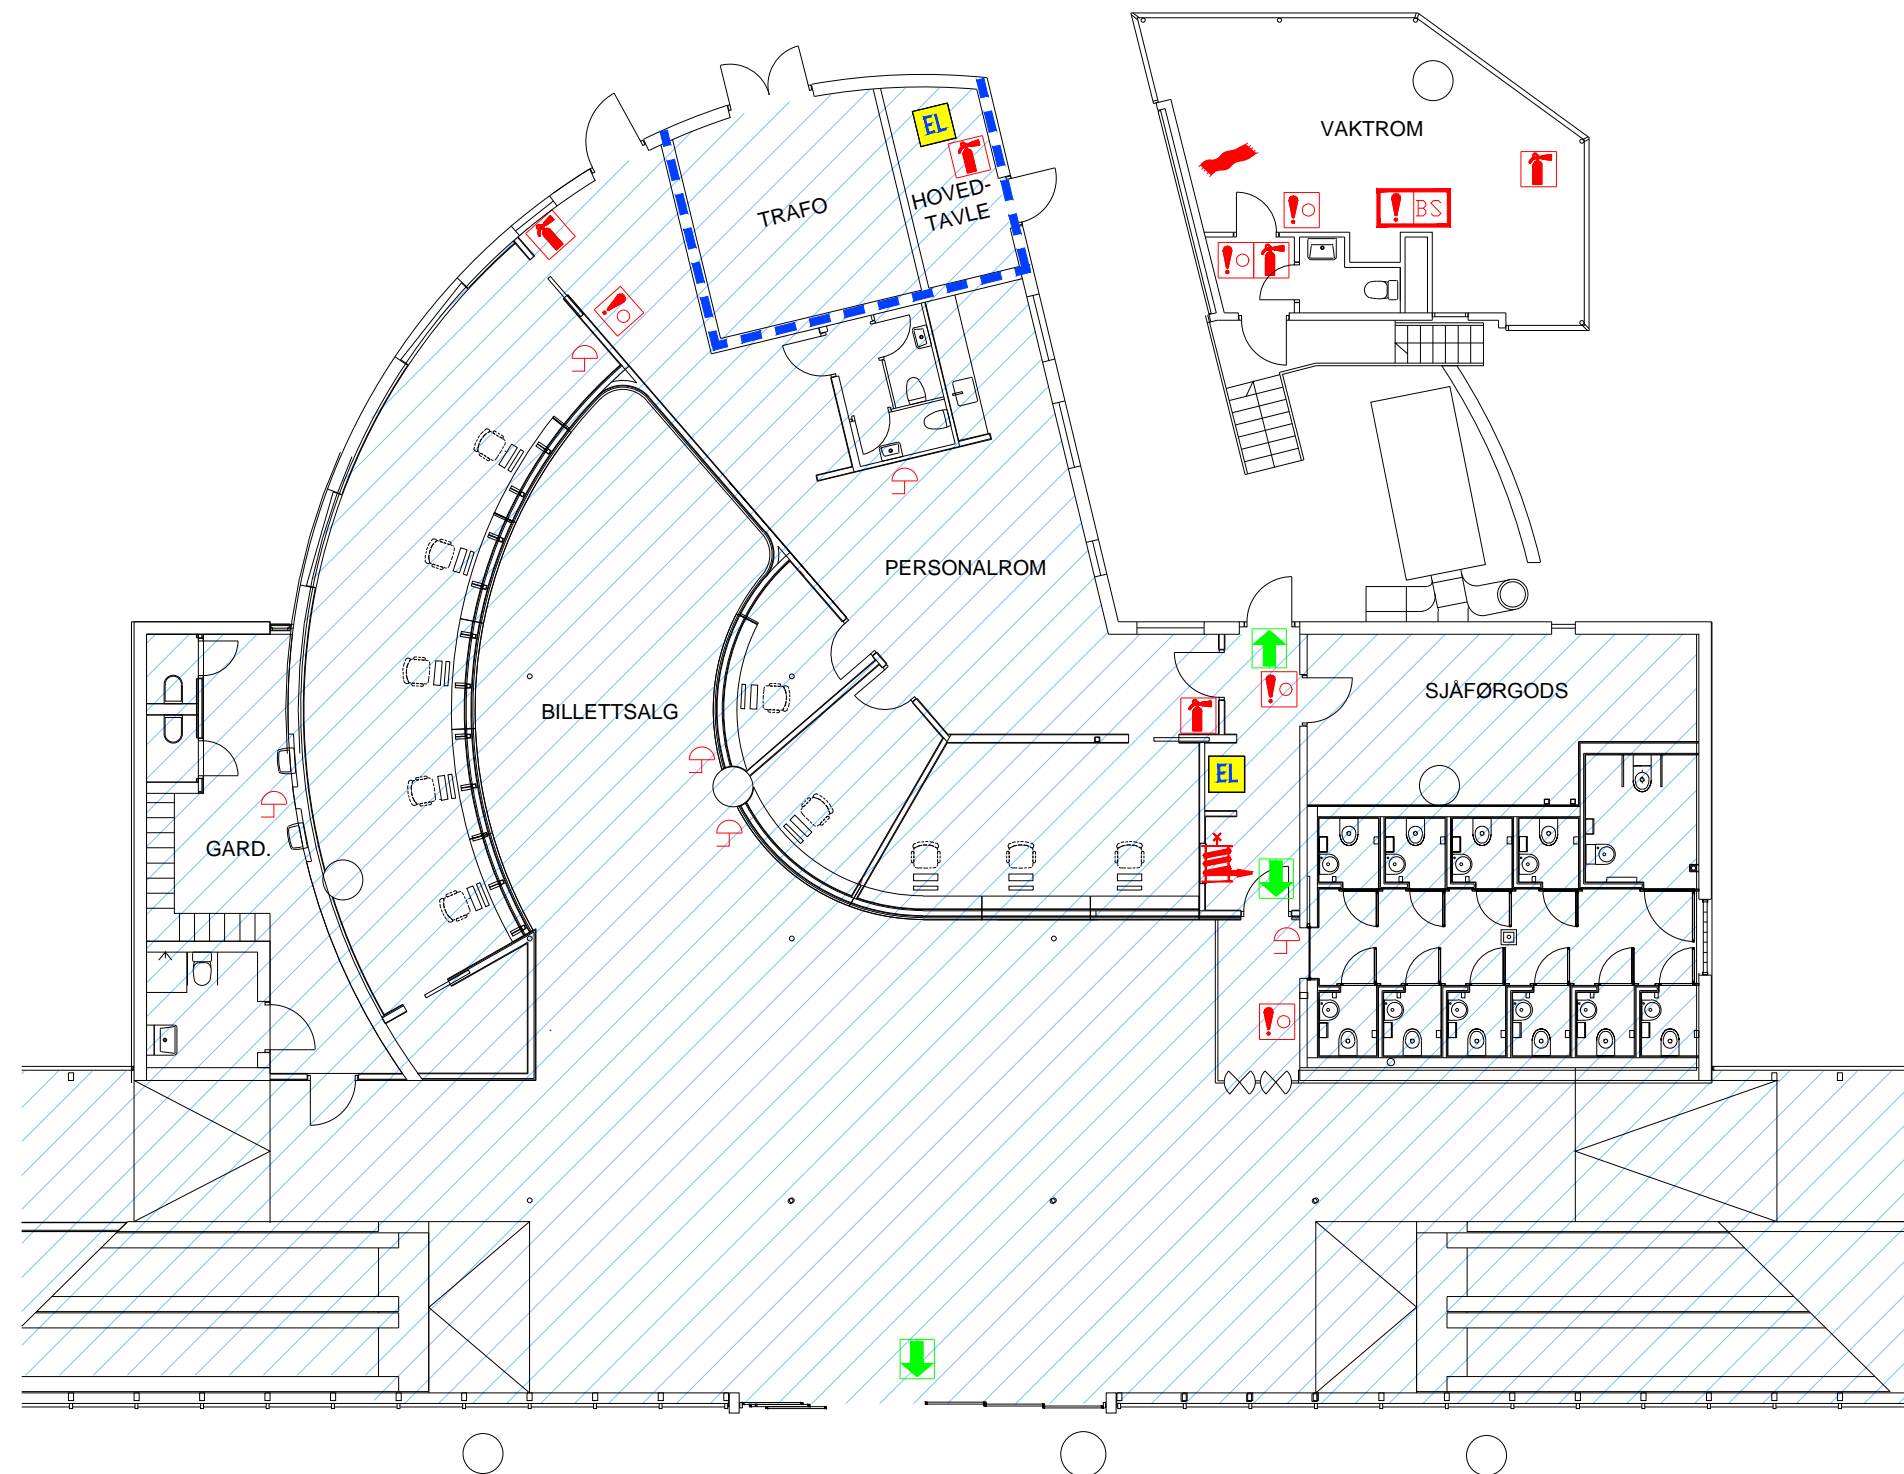 VAKTROM
EL
BS
HOVED-
TAVLE
TRAFO
PERSONALROM
SJÅFØRGODS
BILLETTSALG
EL
GARD.